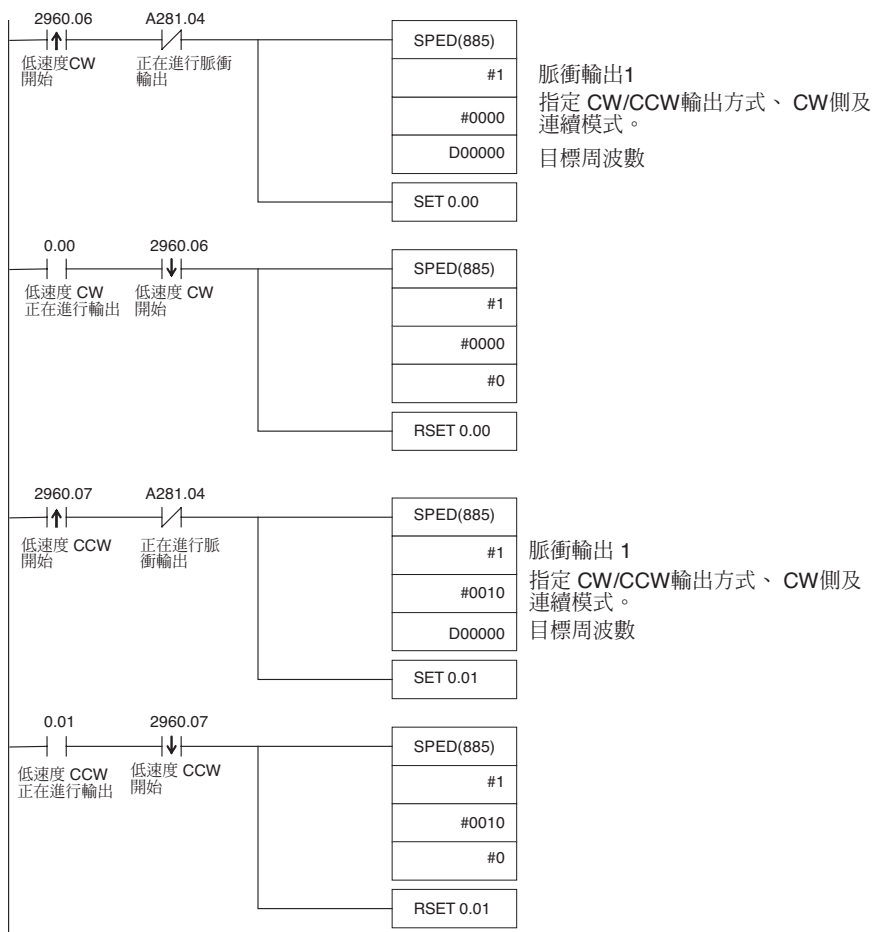 2960.06
A281.04
低速度CW
開始
正在進行脈衝
輸出
SPED(885)
#1
#0000
D00000
脈衝輸出1
指定 CW/CCW輸出方式、 CW側及
連續模式。
目標周波數
SET 0.00
0.00
2960.06
低速度 CW
正在進行輸出
低速度 CW
開始
SPED(885)
#1
#0000
#0
RSET 0.00
2960.07
A281.04
低速度 CCW
開始
正在進行脈
衝輸出
SPED(885)
#1
#0010
D00000
脈衝輸出 1
指定 CW/CCW輸出方式、 CW側及
連續模式。
目標周波數
SET 0.01
0.01
2960.07
低速度 CCW
正在進行輸出
低速度 CCW
開始
SPED(885)
#1
#0010
#0
RSET 0.01